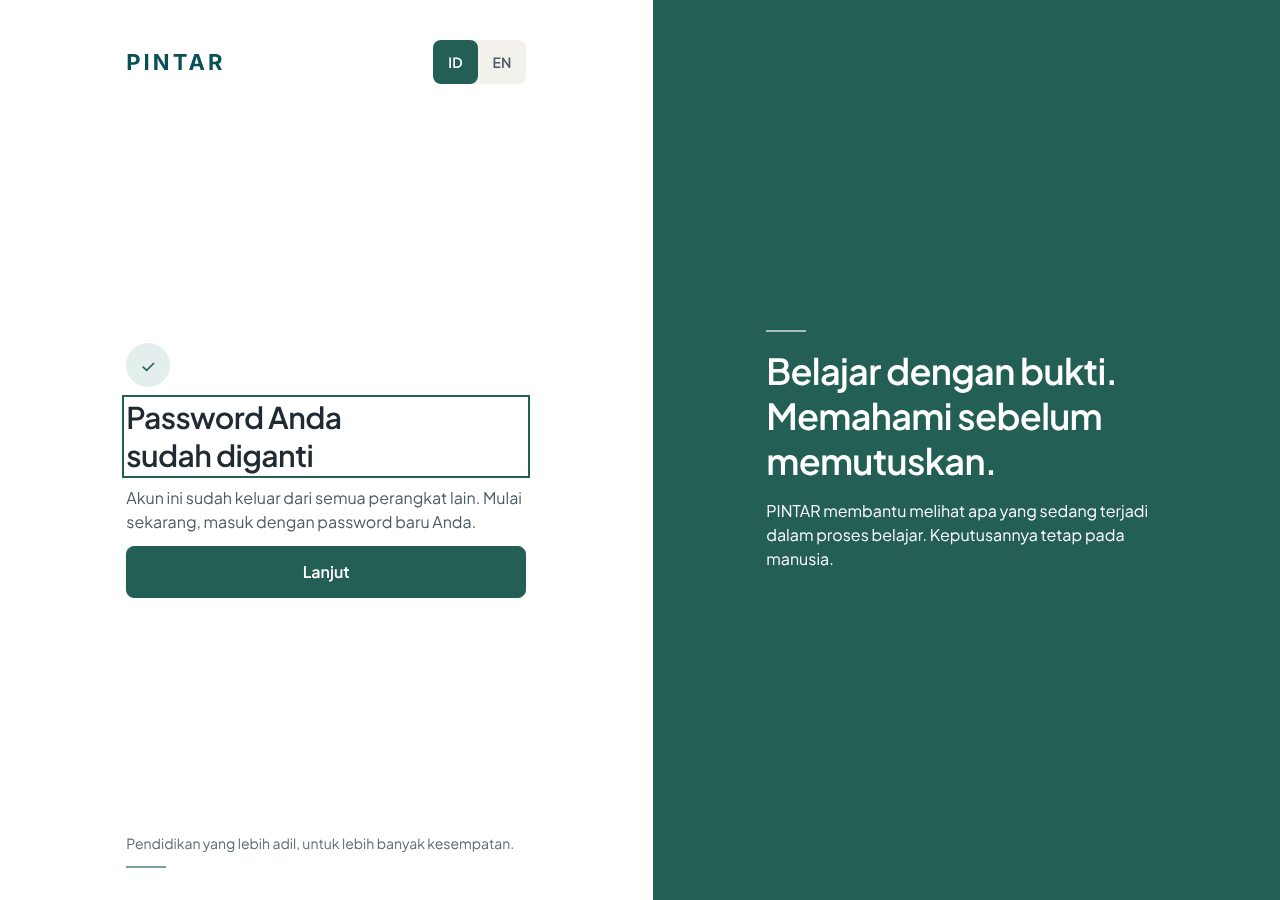 PINTAR
ID
EN
Password Anda
sudah diganti
Akun ini sudah keluar dari semua perangkat lain. Mulai
sekarang, masuk dengan password baru Anda.
Lanjut
Pendidikan yang lebih adil, untuk lebih banyak kesempatan.
Belajar dengan bukti.
Memahami sebelum
memutuskan.
PINTAR membantu melihat apa yang sedang terjadi
dalam proses belajar. Keputusannya tetap pada
manusia.